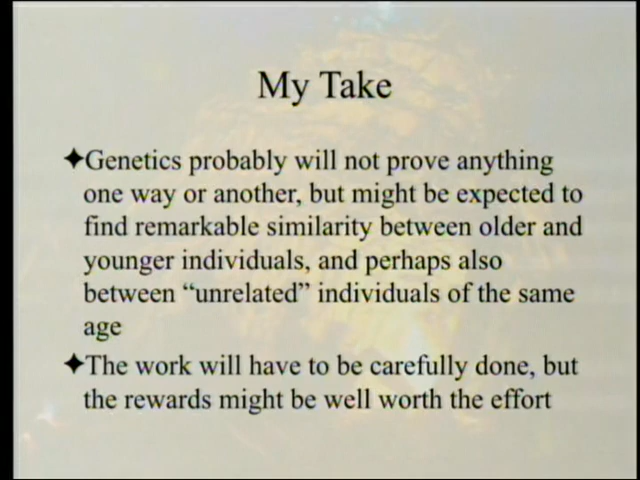 My Take
✦Genetics probably will not prove anything
one way or another, but might be expected to
find remarkable similarity between older and
younger individuals, and perhaps also
between “unrelated” individuals of the same
age
✦The work will have to be carefully done, but
the rewards might be well worth the effort